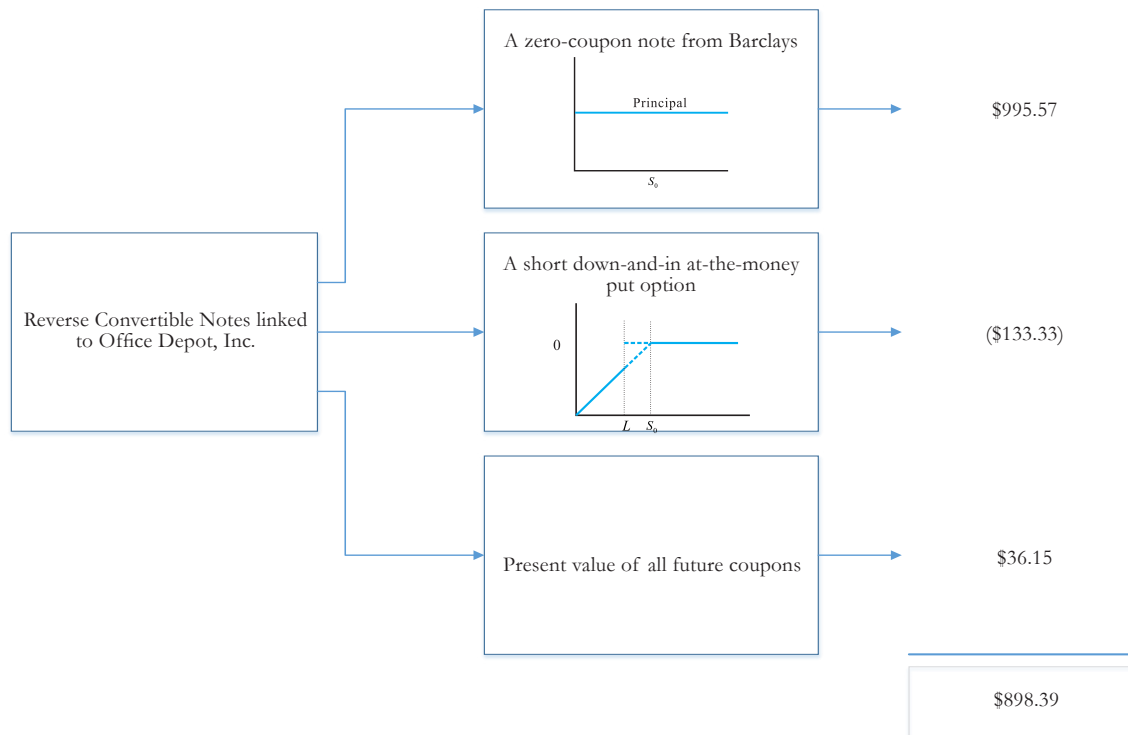 A zero-coupon note from Barclays
Principal
S₀
$995.57
Reverse Convertible Notes linked
to Office Depot, Inc.
A short down-and-in at-the-money
put option
0
L S₀
($133.33)
Present value of all future coupons
$36.15
$898.39